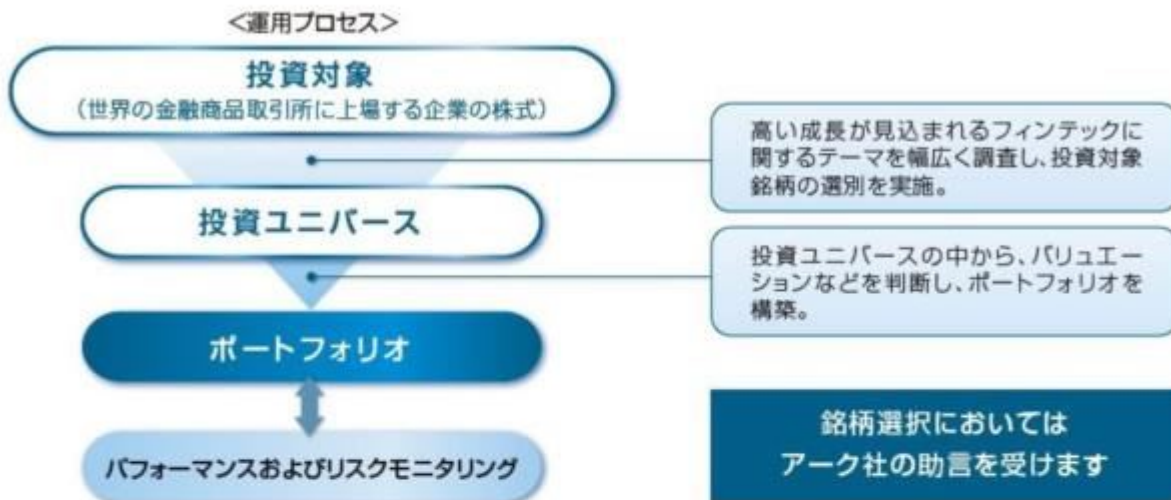 ＜運用プロセス＞
投資対象
（世界の金融商品取引所に上場する企業の株式）
高い成長が見込まれるフィンテックに
関するテーマを幅広く調査し、投資対象
銘柄の選別を実施。
投資ユニバース
投資ユニバースの中から、バリュエー
ションなどを判断し、ポートフォリオを
構築。
ポートフォリオ
パフォーマンスおよびリスクモニタリング
銘柄選択においては
アーク社の助言を受けます